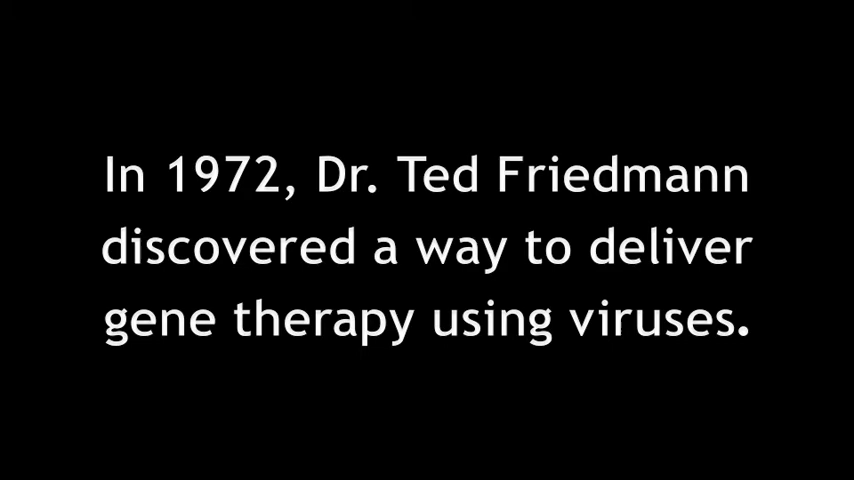 In 1972, Dr. Ted Friedmann
discovered a way to deliver
gene therapy using viruses.